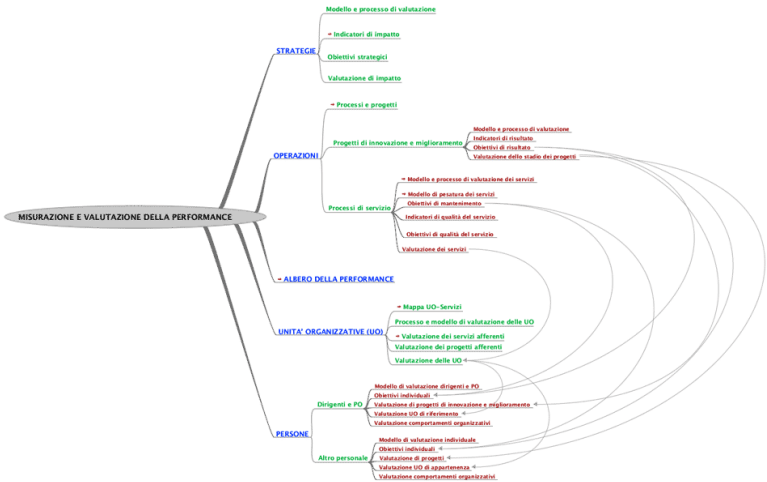 MISURAZIONE E VALUTAZIONE DELLA PERFORMANCE
STRATEGIE
Modello e processo di valutazione
Indicatori di impatto
Obiettivi strategici
Valutazione di impatto
OPERAZIONI
Processi e progetti
Progetti di innovazione e miglioramento
Modello e processo di valutazione
Indicatori di risultato
Obiettivi di risultato
Valutazione dello stadio dei progetti
Processi di servizio
Modello e processo di valutazione dei servizi
Modello di pesatura dei servizi
Obiettivi di mantenimento
Indicatori di qualità del servizio
Obiettivi di qualità del servizio
Valutazione dei servizi
ALBERO DELLA PERFORMANCE
UNITA' ORGANIZZATIVE (UO)
Mappa UO-Servizi
Processo e modello di valutazione delle UO
Valutazione dei servizi afferenti
Valutazione dei progetti afferenti
Valutazione delle UO
PERSONE
Dirigenti e PO
Modello di valutazione dirigenti e PO
Obiettivi individuali
Valutazione di progetti di innovazione e miglioramento
Valutazione UO di riferimento
Valutazione comportamenti organizzativi
Altro personale
Modello di valutazione individuale
Obiettivi individuali
Valutazione di progetti
Valutazione UO di appartenenza
Valutazione comportamenti organizzativi